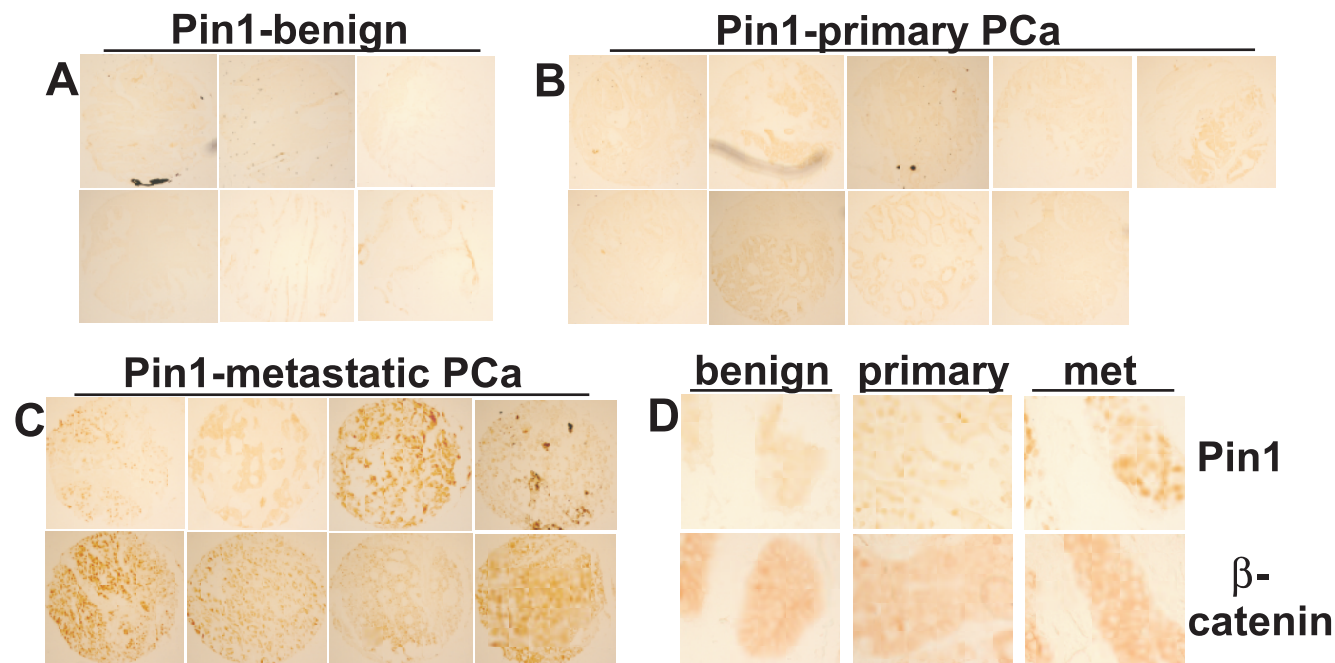 Pin1-benign
Pin1-primary PCa
A
B
Pin1-metastatic PCa
benign primary met
C
D
Pin1
β-
catenin